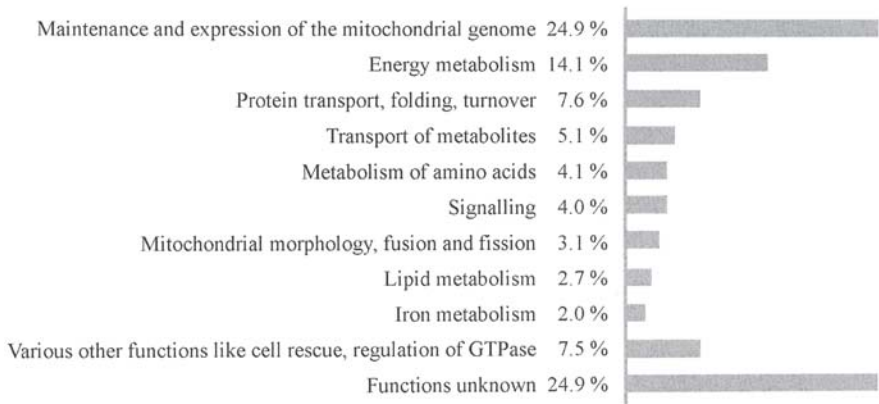 Maintenance and expression of the mitochondrial genome 24.9 %
Energy metabolism 14.1 %
Protein transport, folding, turnover 7.6 %
Transport of metabolites 5.1 %
Metabolism of amino acids 4.1 %
Signalling 4.0 %
Mitochondrial morphology, fusion and fission 3.1 %
Lipid metabolism 2.7 %
Iron metabolism 2.0 %
Various other functions like cell rescue, regulation of GTPase 7.5 %
Functions unknown 24.9 %